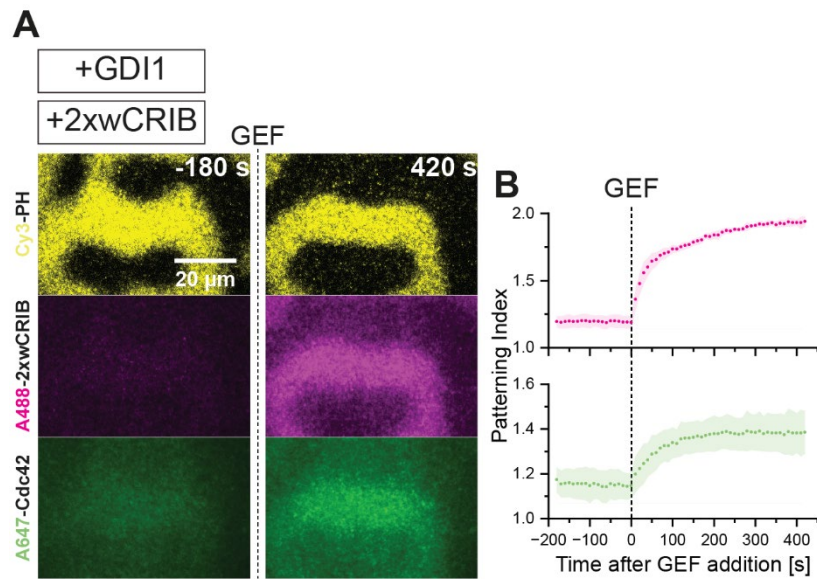 A
+GDI1
+2xwCRIB
GEF
-180 s
420 s
20 µm
Cy3-PH
A488-2xwCRIB
A647-Cdc42
B
GEF
2.0
1.5
1.0
1.6
1.4
1.2
1.0
Patterning Index
−200 −100 0 100 200 300 400
Time after GEF addition [s]